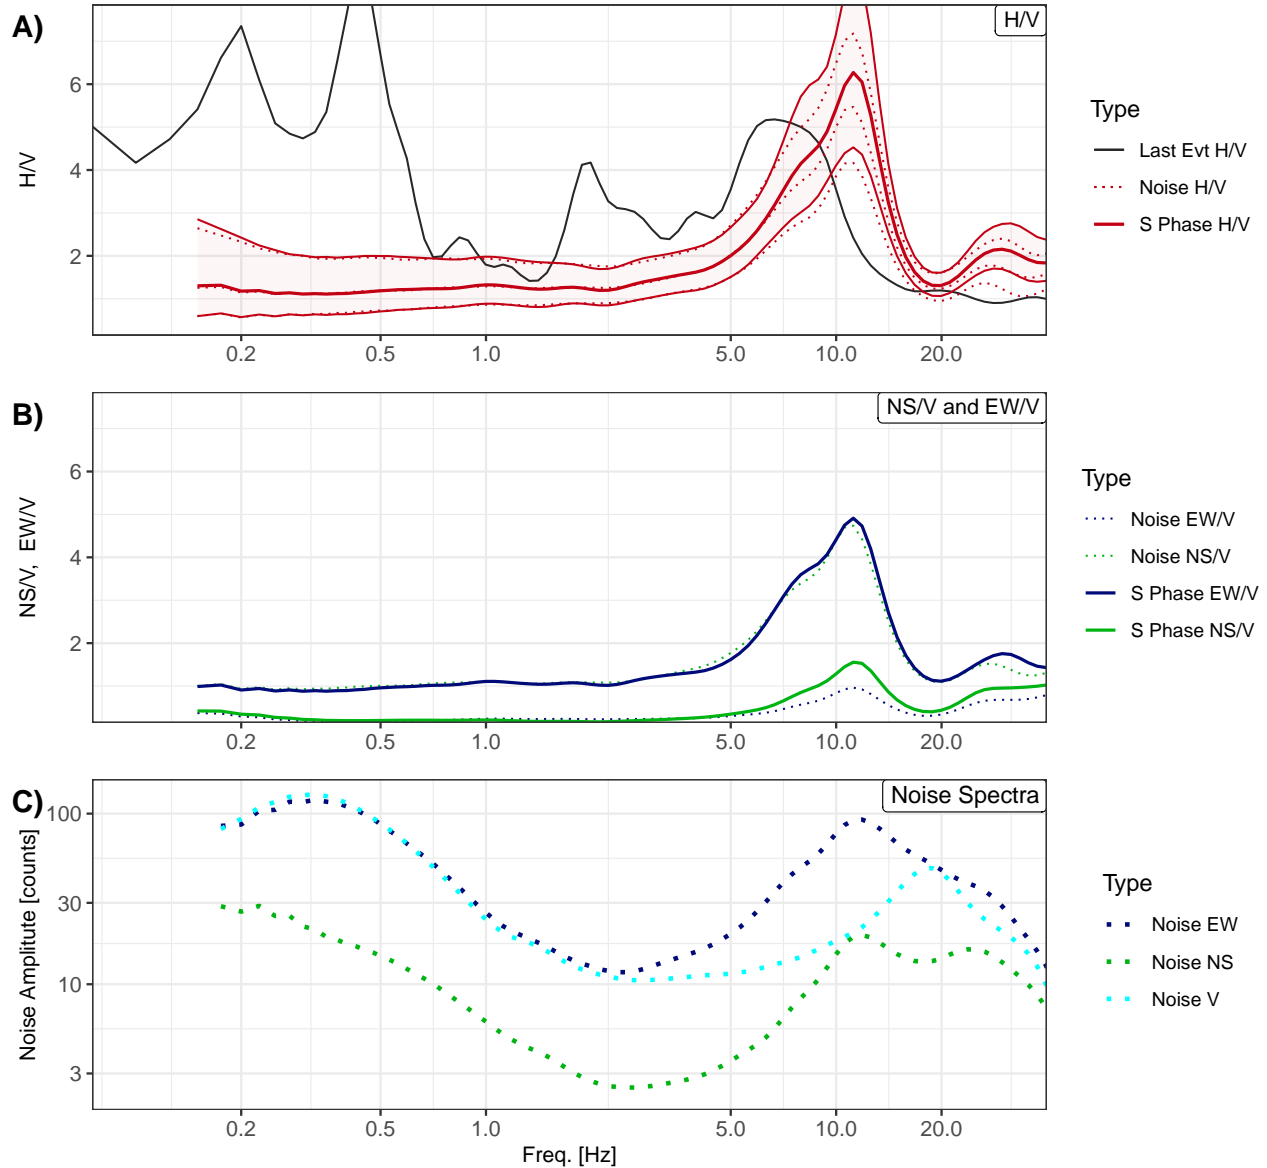 A)
H/V
6
4
2
H/V
0.2 0.5 1.0 5.0 10.0 20.0
Type
Last Evt H/V
Noise H/V
S Phase H/V
B)
NS/V and EW/V
6
4
2
NS/V, EW/V
0.2 0.5 1.0 5.0 10.0 20.0
Type
Noise EW/V
Noise NS/V
S Phase EW/V
S Phase NS/V
C)
Noise Spectra
100
30
10
3
Noise Amplitute [counts]
0.2 0.5 1.0 5.0 10.0 20.0
Freq. [Hz]
Type
Noise EW
Noise NS
Noise V